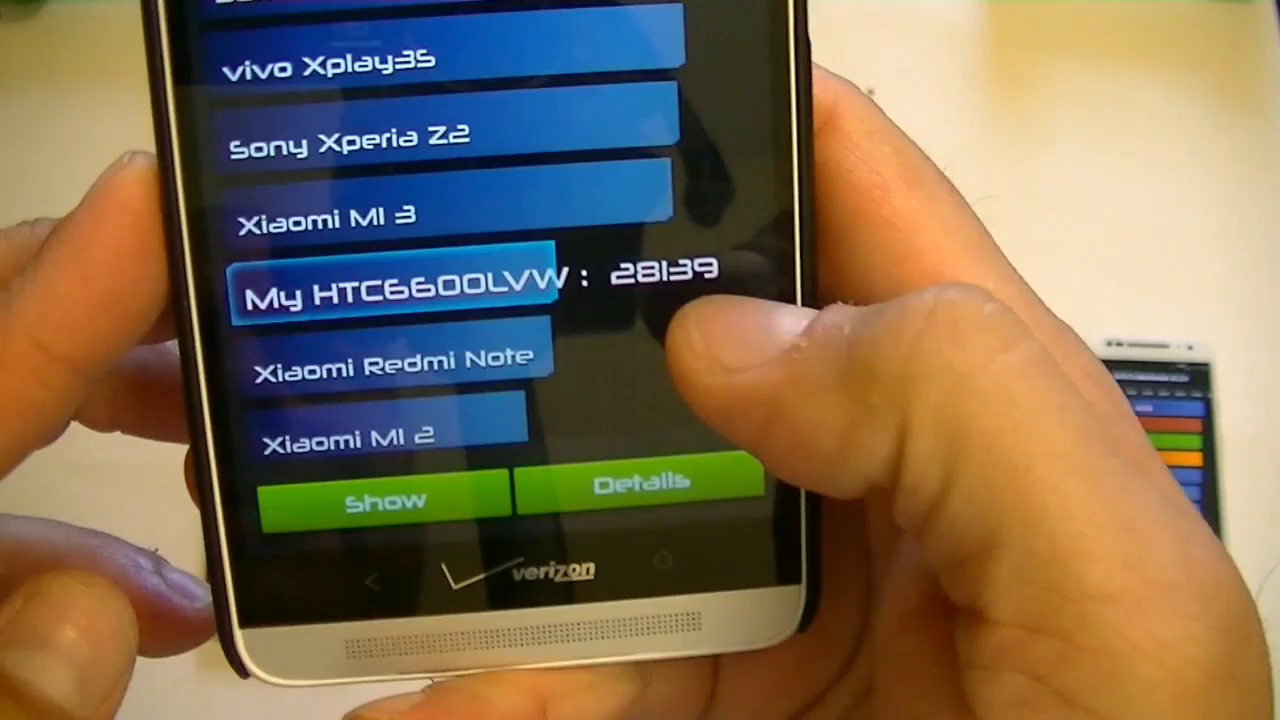 vivo Xplay3S
Sony Xperia Z2
Xiaomi MI 3
My HTC6600LVW : 28139
Xiaomi Redmi Note
Xiaomi MI 2
Show Details
verizon